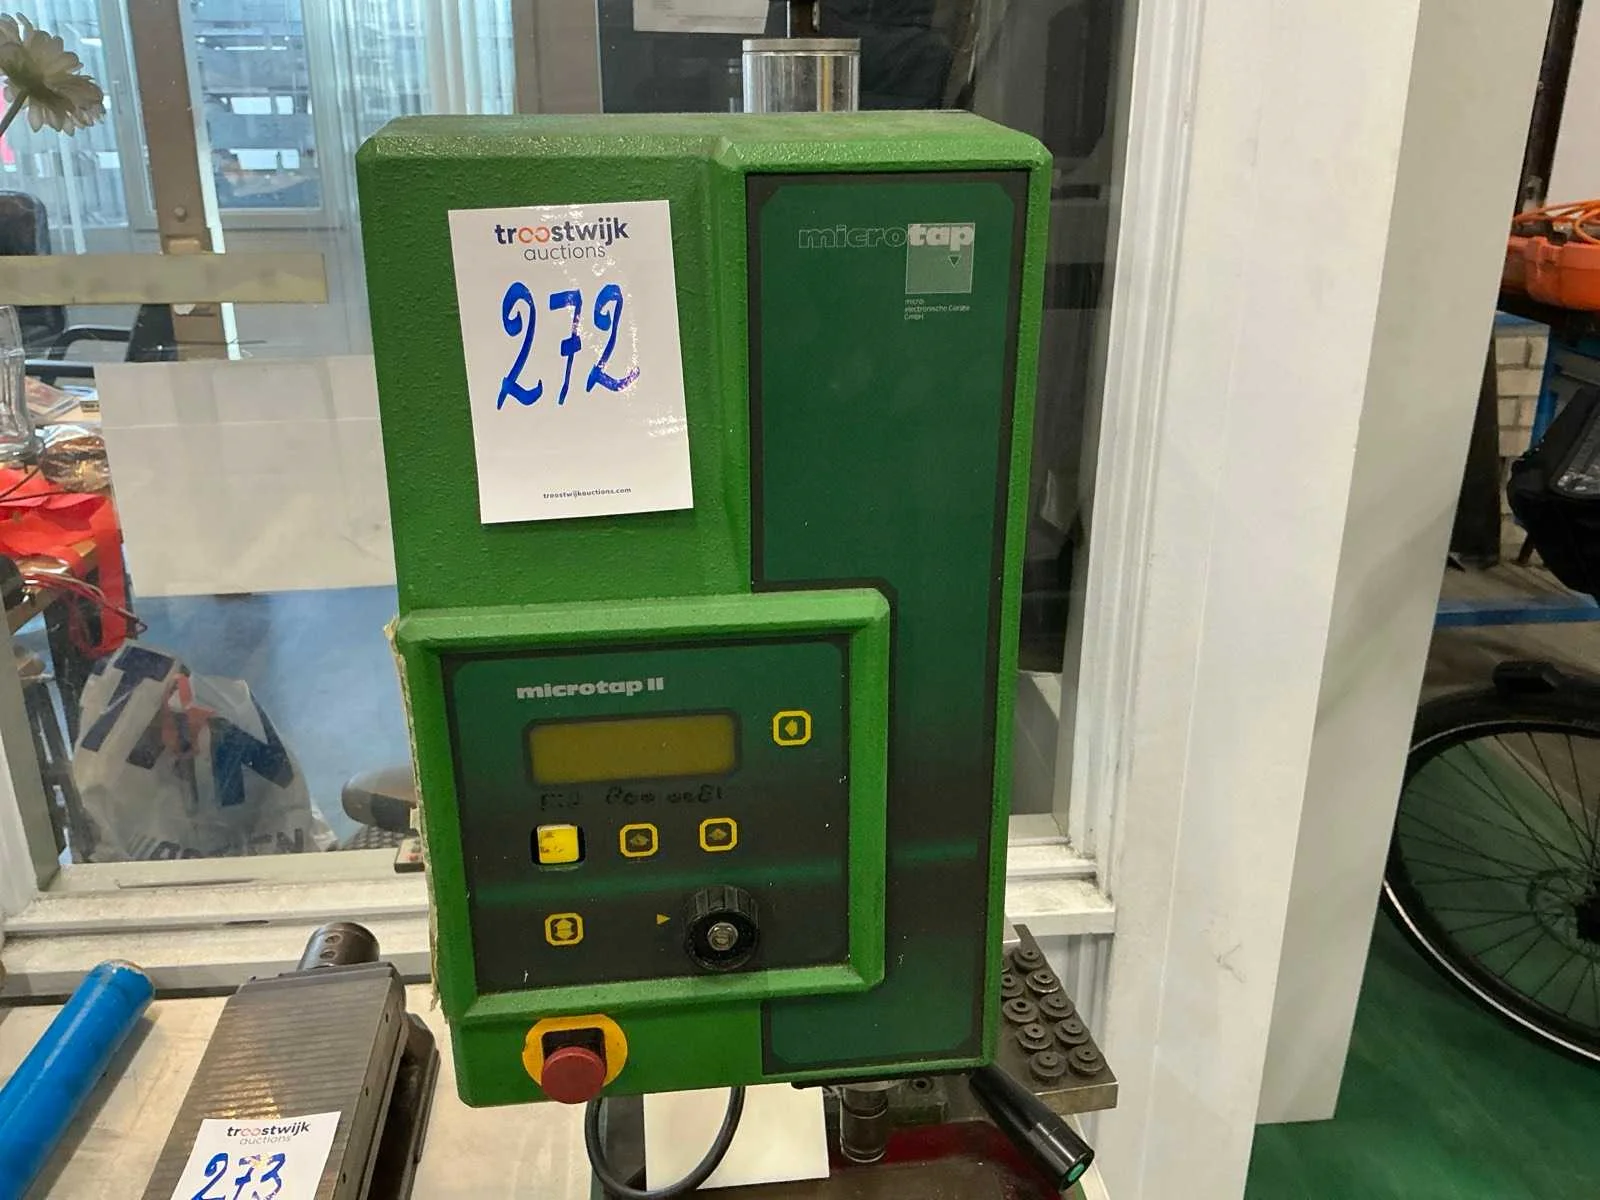 troostwijk
auctions
272
troostwijkauctions.com
microtap
micro
electronische Geräte
GmbH
microtap II
troostwijk
auctions
273